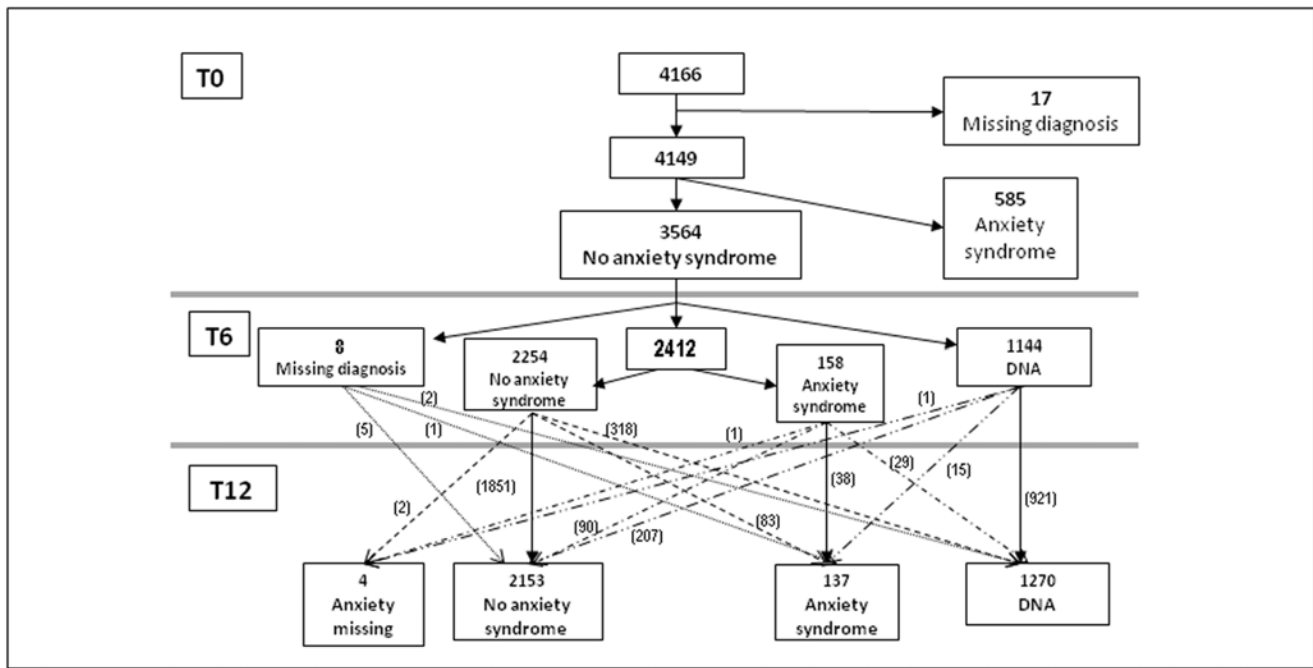 T0
4166
17
Missing diagnosis
4149
585
Anxiety
syndrome
3564
No anxiety syndrome
T6
8
Missing diagnosis
2254
No anxiety
syndrome
2412
158
Anxiety
syndrome
1144
DNA
(2)
(5)
(1)
(318)
(1)
(1)
T12
(2)
(1851)
(90)
(207)
(83)
(38)
(29)
(15)
(921)
4
Anxiety
missing
2153
No anxiety
syndrome
137
Anxiety
syndrome
1270
DNA